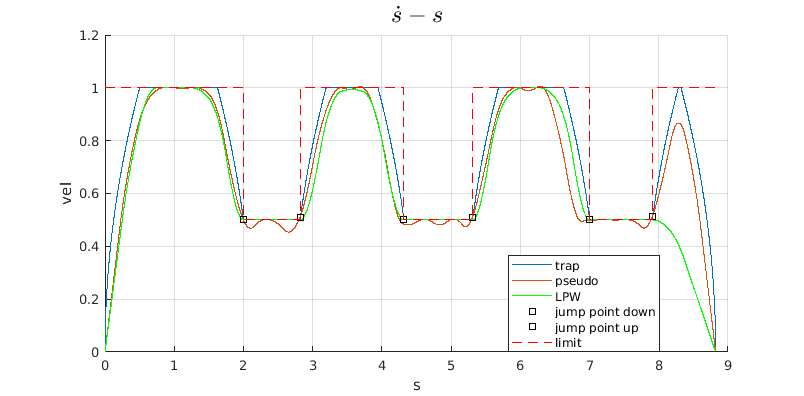 ṡ − s
1.2
1
0.8
0.6
0.4
0.2
0
vel
0 1 2 3 4 5 6 7 8 9
s
trap
pseudo
LPW
jump point down
jump point up
limit